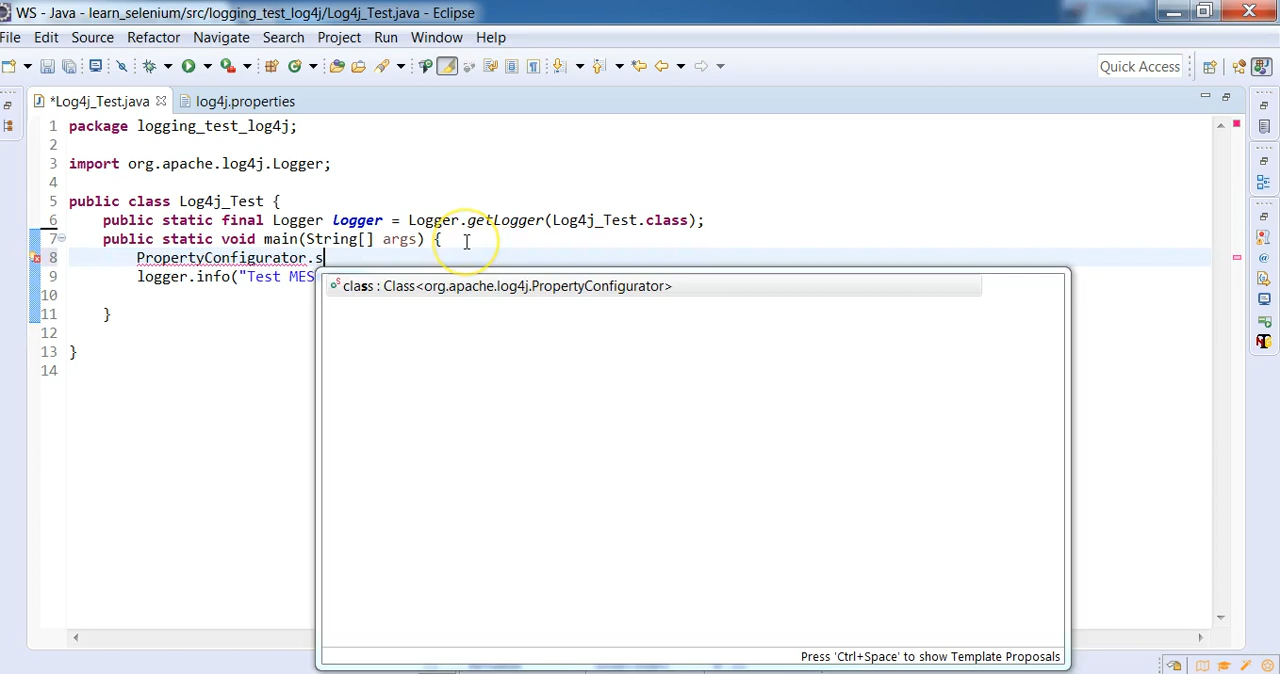 WS - Java - learn_selenium/src/logging_test_log4j/Log4j_Test.java - Eclipse
File Edit Source Refactor Navigate Search Project Run Window Help
Quick Access
*Log4j_Test.java log4j.properties
1 package logging_test_log4j;
2
3 import org.apache.log4j.Logger;
4
5 public class Log4j_Test {
6 public static final Logger logger = Logger.getLogger(Log4j_Test.class);
7 public static void main(String[] args) {
8 PropertyConfigurator.s
9 logger.info("Test MES
class : Class<org.apache.log4j.PropertyConfigurator>
10
11 }
12
13 }
14
Press 'Ctrl+Space' to show Template Proposals